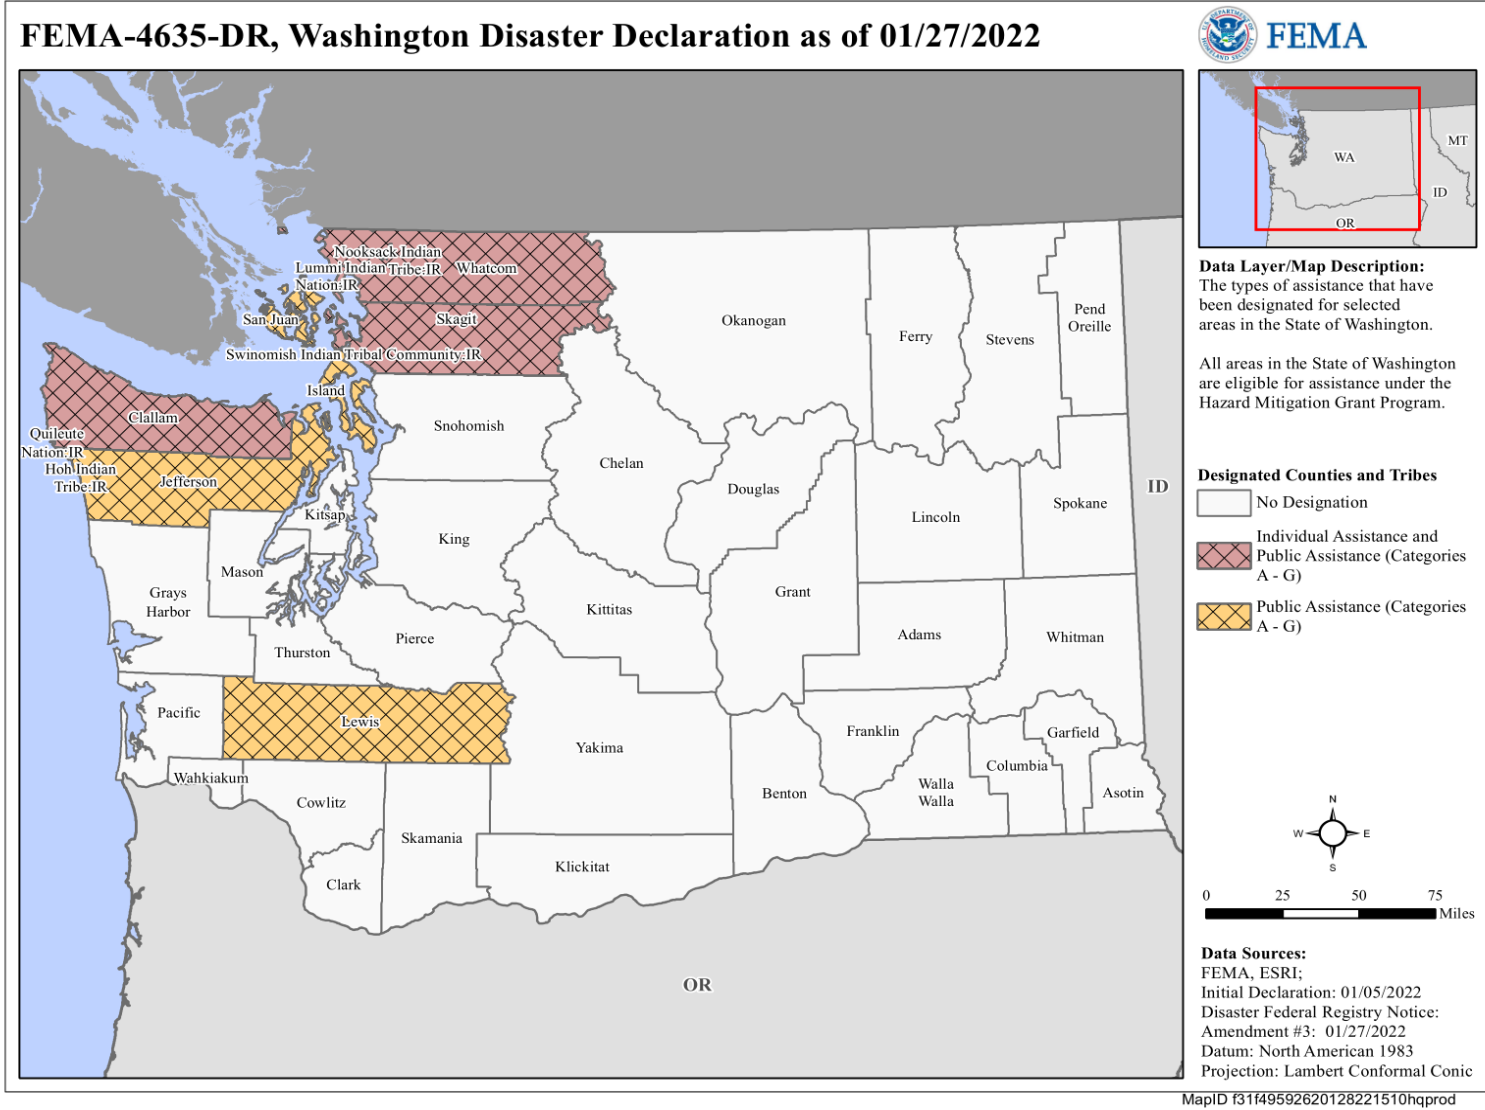 FEMA-4635-DR, Washington Disaster Declaration as of 01/27/2022
FEMA
WA
MT
ID
OR
Data Layer/Map Description:
The types of assistance that have
been designated for selected
areas in the State of Washington.
All areas in the State of Washington
are eligible for assistance under the
Hazard Mitigation Grant Program.
Designated Counties and Tribes
No Designation
Individual Assistance and
Public Assistance (Categories
A - G)
Public Assistance (Categories
A - G)
Nooksack Indian
Tribe:IR
Lummi Indian
Nation:IR
Whatcom
San Juan
Skagit
Swinomish Indian Tribal Community:IR
Island
Clallam
Quileute
Nation:IR
Hoh Indian
Tribe:IR
Jefferson
Snohomish
Okanogan
Ferry
Stevens
Pend
Oreille
Chelan
Douglas
Lincoln
Spokane
ID
Kitsap
King
Mason
Grays
Harbor
Kittitas
Grant
Adams
Whitman
Thurston
Pierce
Pacific
Lewis
Yakima
Franklin
Garfield
Columbia
Walla
Walla
Asotin
Benton
Wahkiakum
Cowlitz
Skamania
Klickitat
Clark
OR
N
W
E
S
0 25 50 75
Miles
Data Sources:
FEMA, ESRI;
Initial Declaration: 01/05/2022
Disaster Federal Registry Notice:
Amendment #3: 01/27/2022
Datum: North American 1983
Projection: Lambert Conformal Conic
MapID f31f49592620128221510hqprod